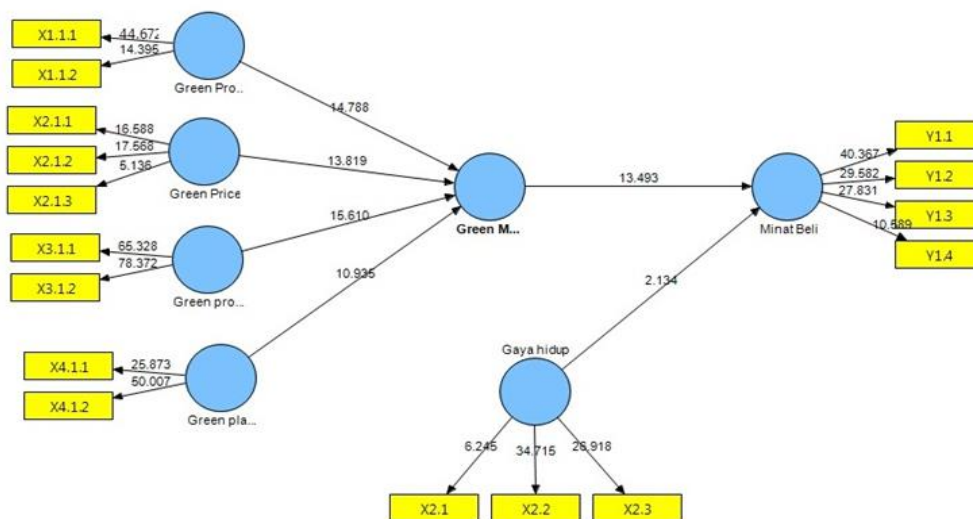 X1.1.1
44.672
14.395
X1.1.2
Green Pro..
14.788
X2.1.1
16.588
X2.1.2
17.568
5.136
X2.1.3
Green Price
13.819
X3.1.1
65.328
78.372
X3.1.2
Green pro...
15.610
X4.1.1
25.873
50.007
X4.1.2
Green pla...
10.935
Green M...
13.493
Gaya hidup
2.134
6.245
34.715
X2.1
X2.2
X2.3
Minat Beli
40.367
29.582
27.831
Y1.1
Y1.2
Y1.3
Y1.4